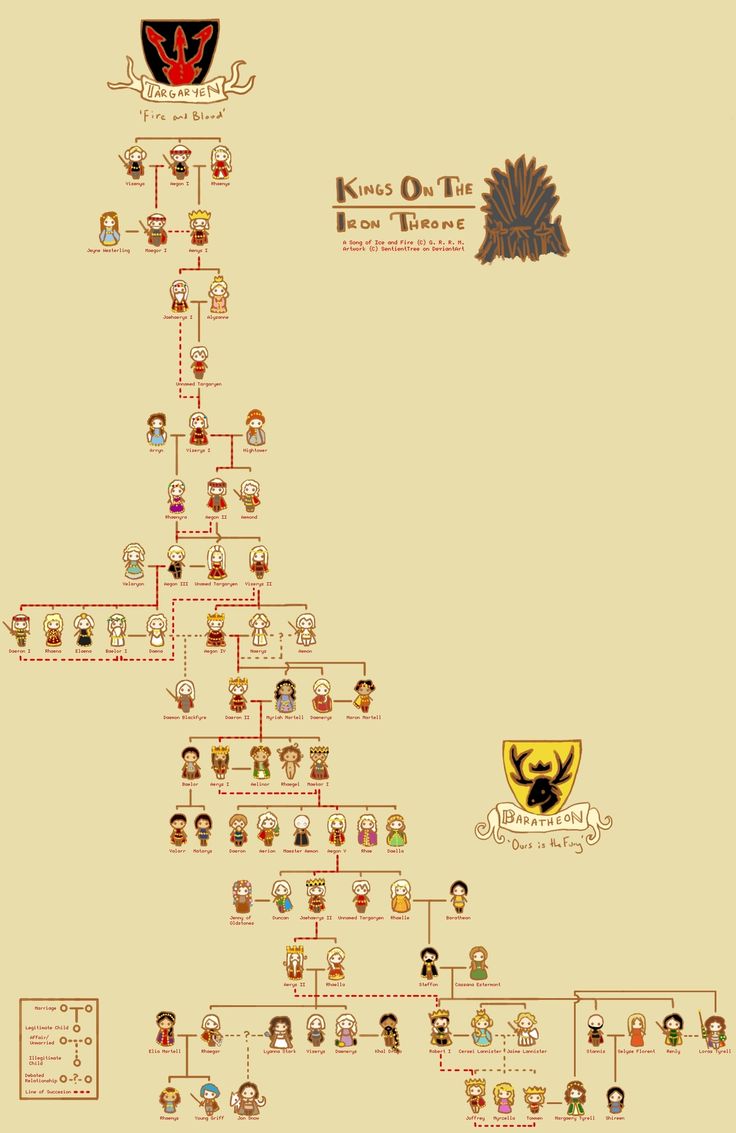 TARGARYEN
'Fire and Blood'
KINGS ON THE
IRON THRONE
A Song of Ice and Fire (C) G. R. R. M.
Artwork (C) SentientTree on DeviantArt
Visenya Aegon I Rhaenys
Jeyne Westerling Maegor I Aenys I
Jaehaerys I Alysanne
Unnamed Targaryen
Arryn Viserys I Hightower
Rhaenyra Aegon II Aemond
Velaryon Aegon III Unnamed Targaryen Viserys II
Daeron I Rhaena Elaena Baelor I Daena Aegon IV Naerys Aemon
?
Daemon Blackfyre Daeron II Myriah Martell Daenerys Maron Martell
BARATHEON
'Ours is the Fury'
Baelor Aerys I Aelinor Rhaegel Maekar I
Valarr Matarys Daeron Aerion Maester Aemon Aegon V Rhae Daella
Jenny of
Oldstones Duncan Jaehaerys II Unnamed Targaryen Rhaelle Baratheon
Aerys II Rhaella Steffon Cassana Estermont
Elia Martell Rhaegar ? Lyanna Stark Viserys Daenerys Khal Drogo Robert I Cersei Lannister Jaime Lannister Stannis Selyse Florent Renly Loras Tyrell
Rhaenys Young Griff Jon Snow Joffrey Myrcella Tommen Margaery Tyrell Shireen
Marriage
Legitimate Child
Affair/
Unmarried
Illegitimate
Child
Debated
Relationship ?
Line of Succesion